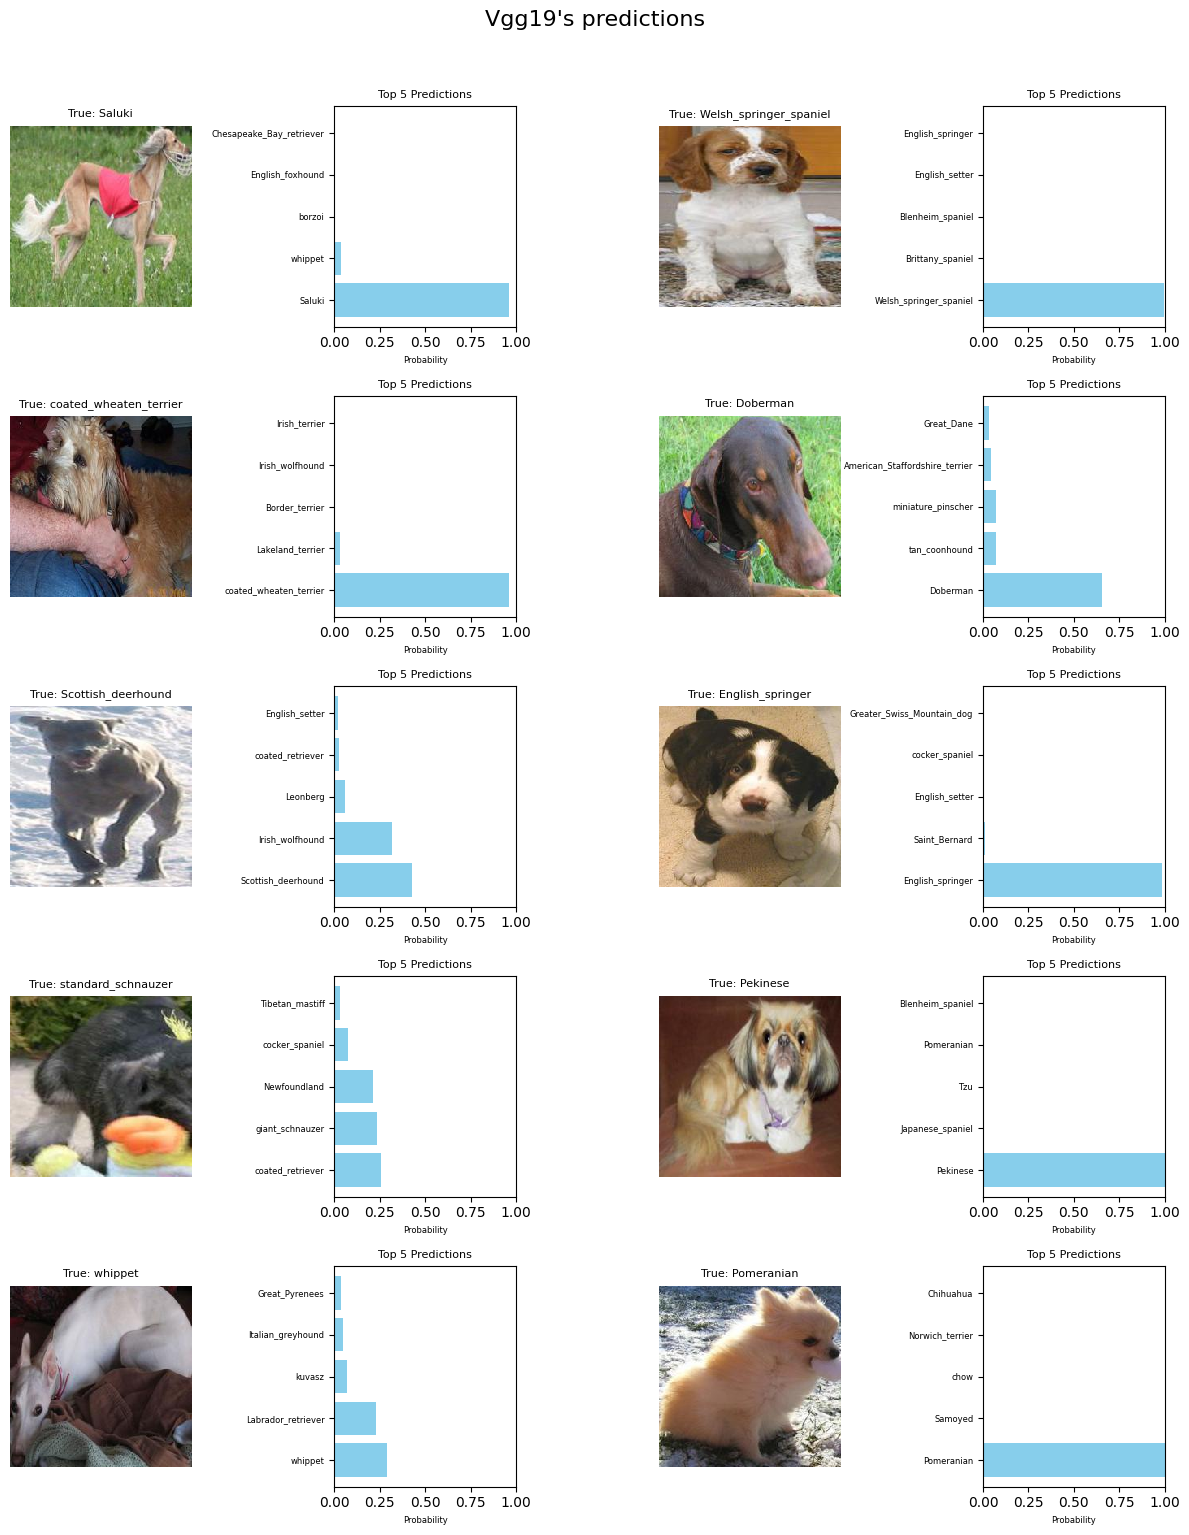 Vgg19's predictions
True: Saluki
Top 5 Predictions
Chesapeake_Bay_retriever
English_foxhound
borzoi
whippet
Saluki
0.00 0.25 0.50 0.75 1.00
Probability
True: Welsh_springer_spaniel
Top 5 Predictions
English_springer
English_setter
Blenheim_spaniel
Brittany_spaniel
Welsh_springer_spaniel
0.00 0.25 0.50 0.75 1.00
Probability
True: coated_wheaten_terrier
Top 5 Predictions
Irish_terrier
Irish_wolfhound
Border_terrier
Lakeland_terrier
coated_wheaten_terrier
0.00 0.25 0.50 0.75 1.00
Probability
True: Doberman
Top 5 Predictions
Great_Dane
American_Staffordshire_terrier
miniature_pinscher
tan_coonhound
Doberman
0.00 0.25 0.50 0.75 1.00
Probability
True: Scottish_deerhound
Top 5 Predictions
English_setter
coated_retriever
Leonberg
Irish_wolfhound
Scottish_deerhound
0.00 0.25 0.50 0.75 1.00
Probability
True: English_springer
Top 5 Predictions
Greater_Swiss_Mountain_dog
cocker_spaniel
English_setter
Saint_Bernard
English_springer
0.00 0.25 0.50 0.75 1.00
Probability
True: standard_schnauzer
Top 5 Predictions
Tibetan_mastiff
cocker_spaniel
Newfoundland
giant_schnauzer
coated_retriever
0.00 0.25 0.50 0.75 1.00
Probability
True: Pekinese
Top 5 Predictions
Blenheim_spaniel
Pomeranian
Tzu
Japanese_spaniel
Pekinese
0.00 0.25 0.50 0.75 1.00
Probability
True: whippet
Top 5 Predictions
Great_Pyrenees
Italian_greyhound
kuvasz
Labrador_retriever
whippet
0.00 0.25 0.50 0.75 1.00
Probability
True: Pomeranian
Top 5 Predictions
Chihuahua
Norwich_terrier
chow
Samoyed
Pomeranian
0.00 0.25 0.50 0.75 1.00
Probability